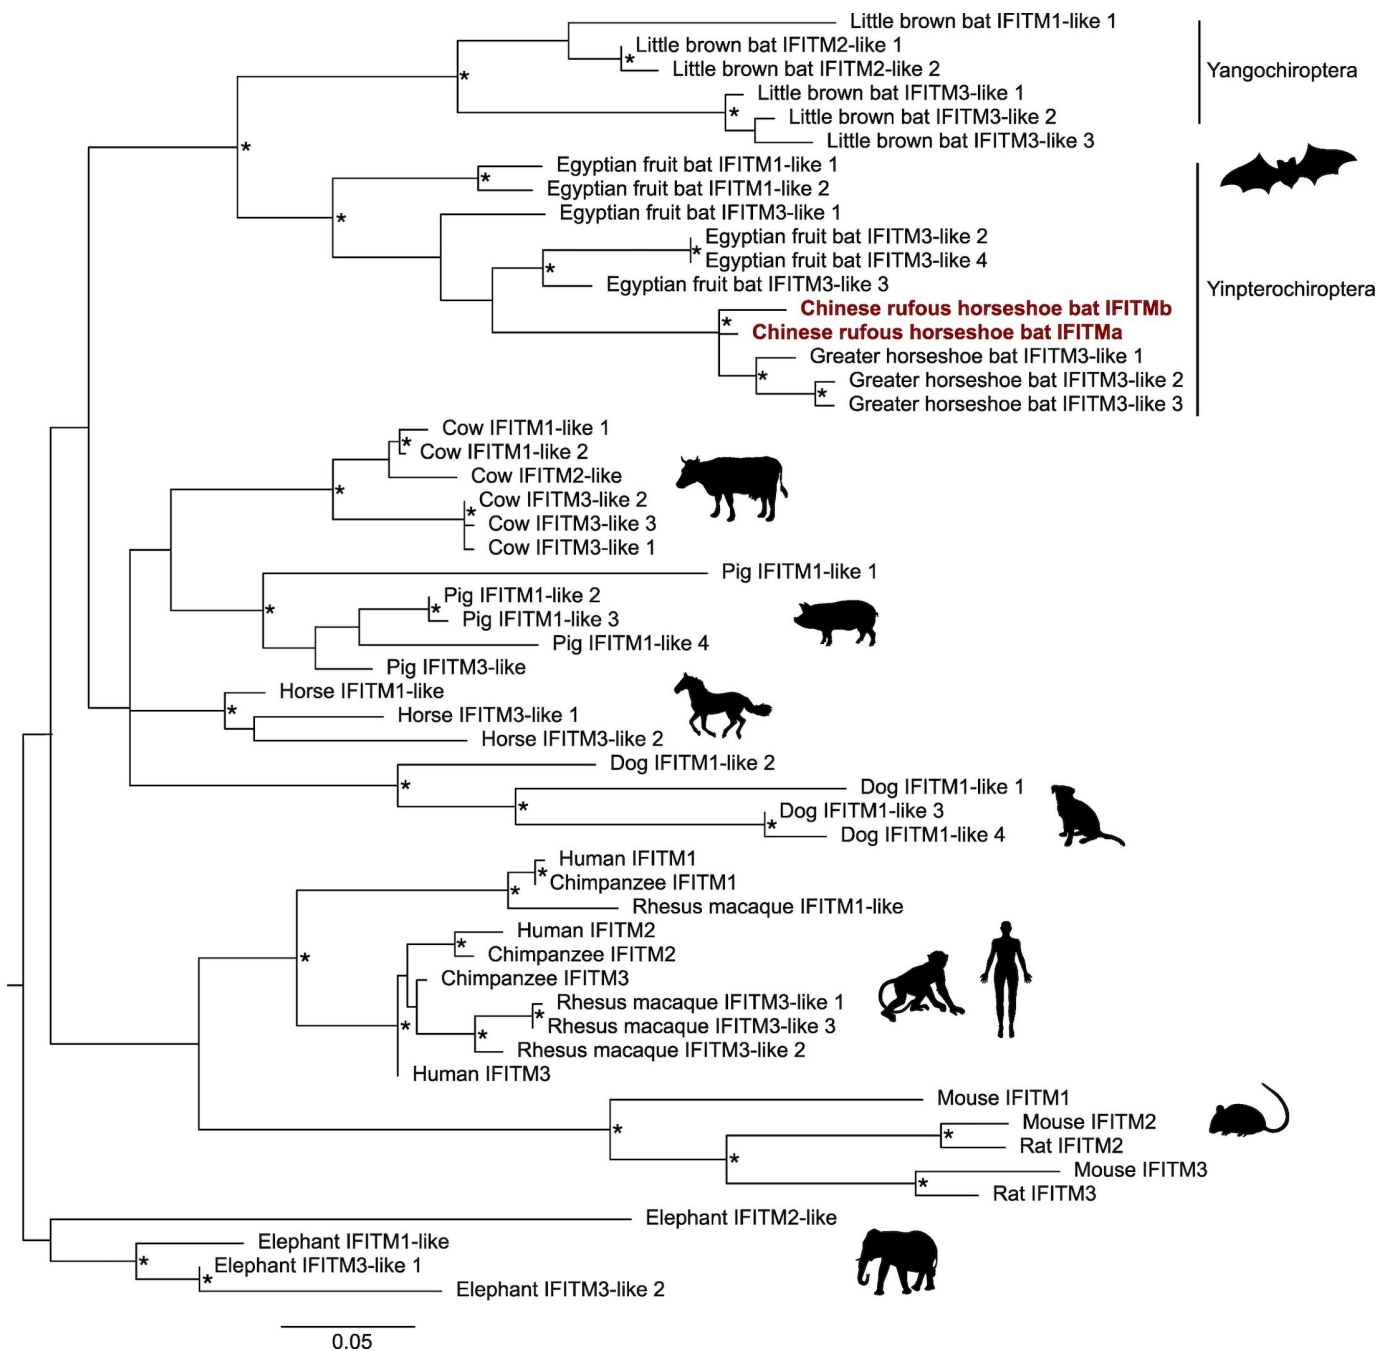 Little brown bat IFITM1-like 1
Little brown bat IFITM2-like 1
*
Little brown bat IFITM2-like 2
*
Yangochiroptera
Little brown bat IFITM3-like 1
*
Little brown bat IFITM3-like 2
Little brown bat IFITM3-like 3
*
Egyptian fruit bat IFITM1-like 1
*
Egyptian fruit bat IFITM1-like 2
*
Egyptian fruit bat IFITM3-like 1
Egyptian fruit bat IFITM3-like 2
*
Egyptian fruit bat IFITM3-like 4
*
Egyptian fruit bat IFITM3-like 3
Yinpterochiroptera
Chinese rufous horseshoe bat IFITMb
*
Chinese rufous horseshoe bat IFITMa
Greater horseshoe bat IFITM3-like 1
*
Greater horseshoe bat IFITM3-like 2
*
Greater horseshoe bat IFITM3-like 3
Cow IFITM1-like 1
*
Cow IFITM1-like 2
Cow IFITM2-like
*
Cow IFITM3-like 2
*
Cow IFITM3-like 3
Cow IFITM3-like 1
Pig IFITM1-like 1
Pig IFITM1-like 2
*
*
Pig IFITM1-like 3
Pig IFITM1-like 4
Pig IFITM3-like
Horse IFITM1-like
*
Horse IFITM3-like 1
Horse IFITM3-like 2
Dog IFITM1-like 2
*
Dog IFITM1-like 1
*
Dog IFITM1-like 3
*
Dog IFITM1-like 4
Human IFITM1
*
Chimpanzee IFITM1
*
Rhesus macaque IFITM1-like
Human IFITM2
*
Chimpanzee IFITM2
*
Chimpanzee IFITM3
Rhesus macaque IFITM3-like 1
*
Rhesus macaque IFITM3-like 3
*
*
Rhesus macaque IFITM3-like 2
Human IFITM3
Mouse IFITM1
Mouse IFITM2
*
*
Rat IFITM2
*
Mouse IFITM3
*
Rat IFITM3
Elephant IFITM2-like
Elephant IFITM1-like
*
Elephant IFITM3-like 1
*
Elephant IFITM3-like 2
0.05